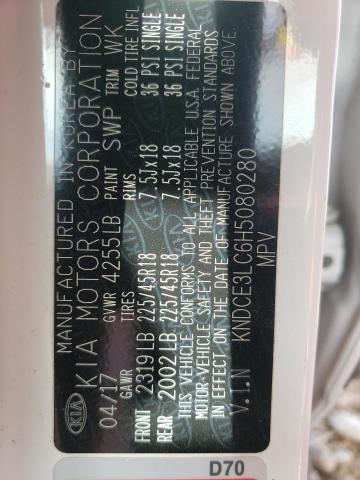 MANUFACTURED IN KOREA BY
KIA KIA MOTORS CORPORATION
04/17 GVWR 4255LB PAINT SWP TRIM WK
GAWR TIRES RIMS COLD TIRE INFL
FRONT 2319 LB 225/45R18 7.5Jx18 36 PSI SINGLE
REAR 2002 LB 225/45R18 7.5Jx18 36 PSI SINGLE
THIS VEHICLE CONFORMS TO ALL APPLICABLE U.S.A. FEDERAL
MOTOR-VEHICLE SAFETY AND THEFT PREVENTION STANDARDS
IN EFFECT ON THE DATE OF MANUFACTURE SHOWN ABOVE.
V.I.N KNDCE3LC6H5080280
MPV
D70